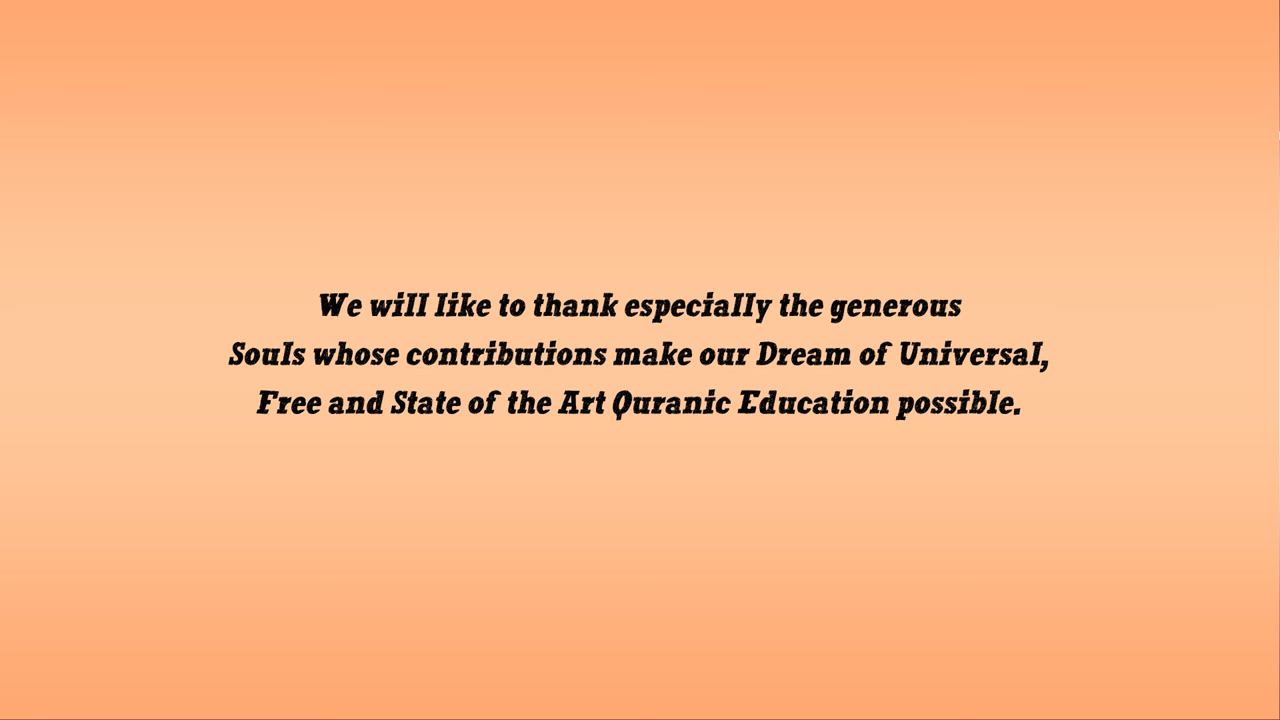 We will like to thank especially the generous
Souls whose contributions make our Dream of Universal,
Free and State of the Art Quranic Education possible.